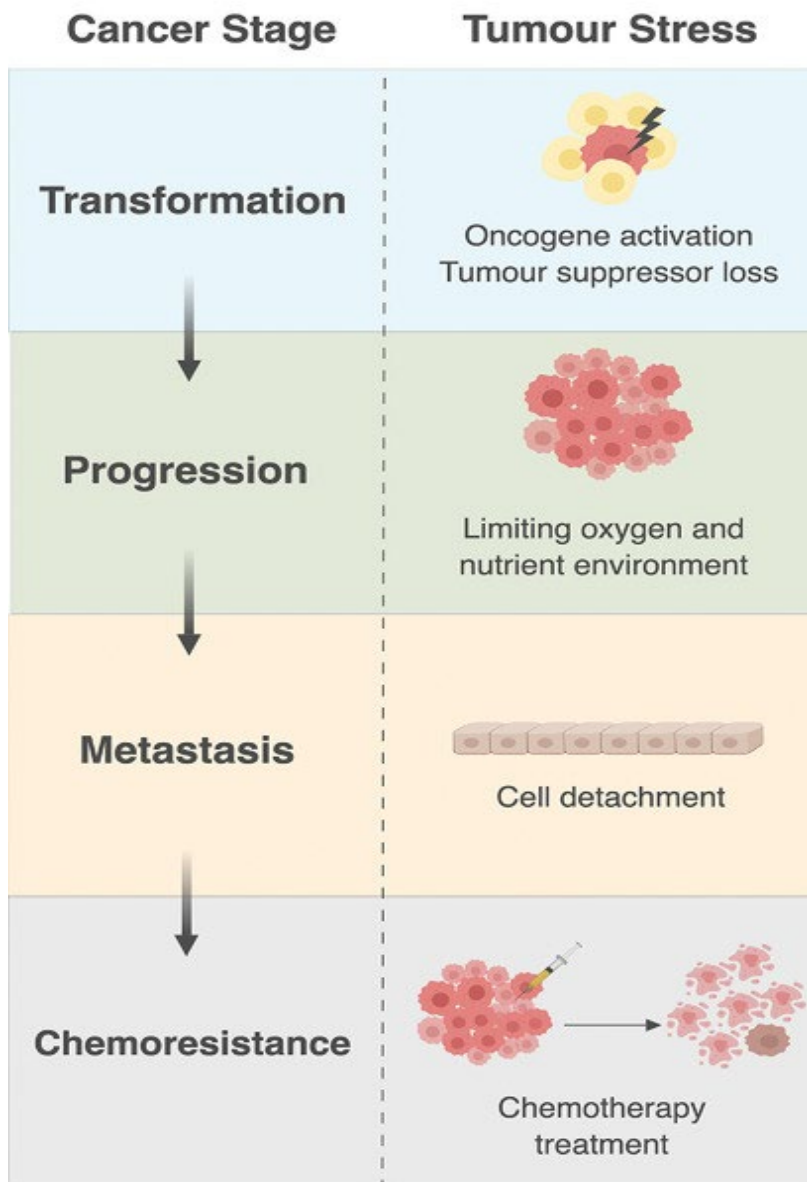 Cancer Stage
Tumour Stress
Transformation
Oncogene activation
Tumour suppressor loss
Progression
Limiting oxygen and
nutrient environment
Metastasis
Cell detachment
Chemoresistance
Chemotherapy
treatment